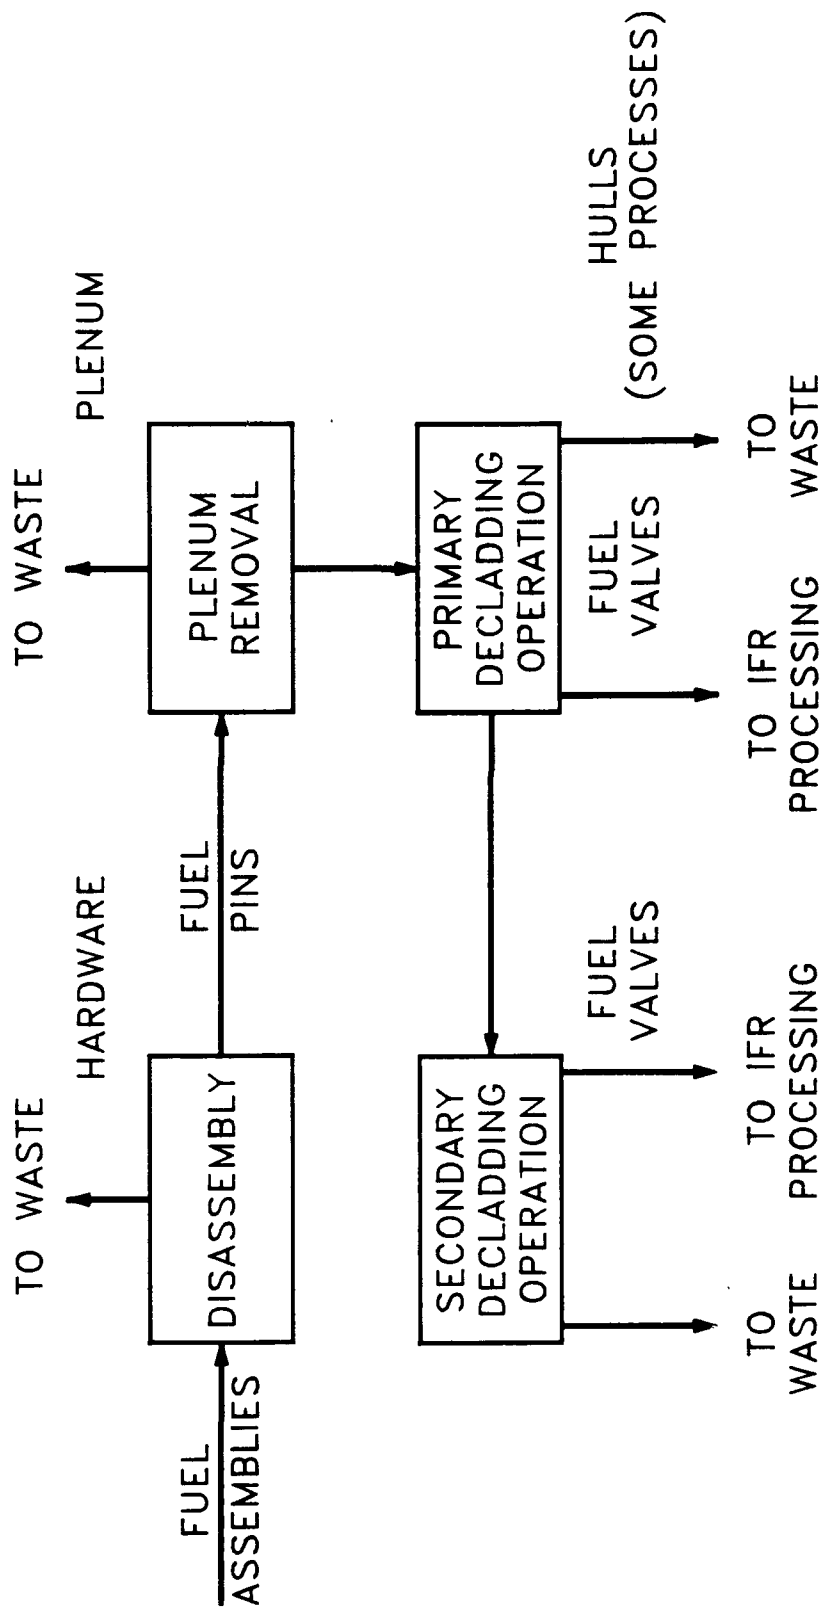 TO WASTE
HARDWARE
TO WASTE
PLENUM
FUEL
ASSEMBLIES
DISASSEMBLY
FUEL
PINS
PLENUM
REMOVAL
SECONDARY
DECLADDING
OPERATION
PRIMARY
DECLADDING
OPERATION
FUEL
VALVES
FUEL
VALVES
HULLS
(SOME PROCESSES)
TO
WASTE
TO IFR
PROCESSING
TO IFR
PROCESSING
TO
WASTE